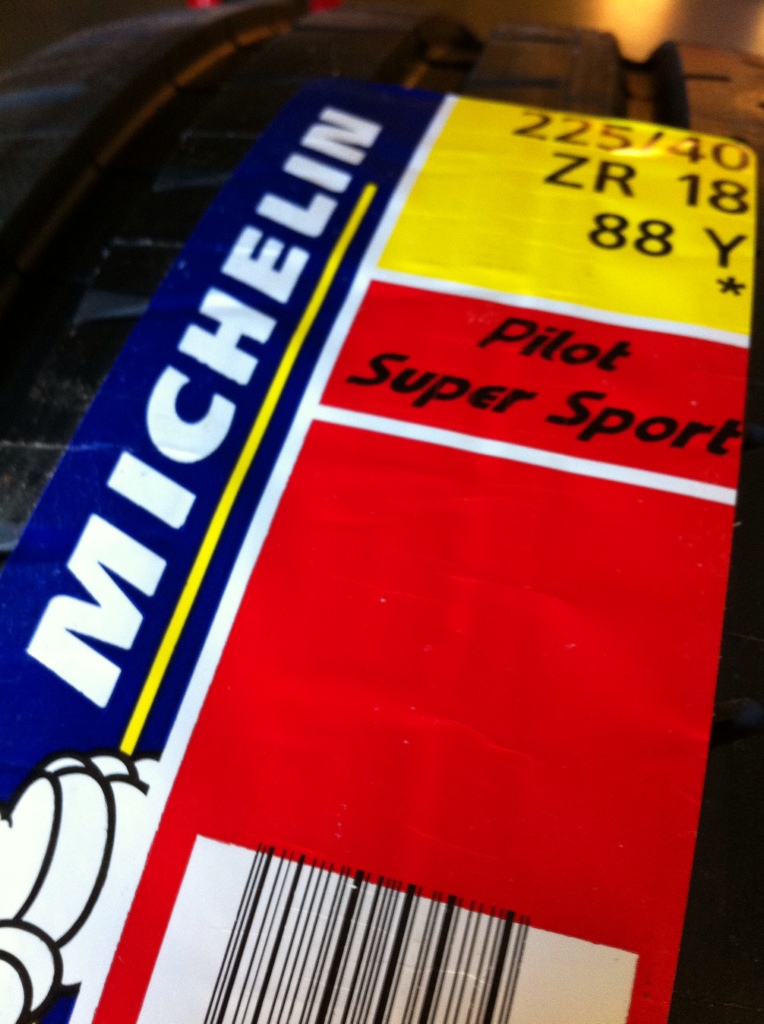 MICHELIN
225/40
ZR 18
88 Y
*
Pilot
Super Sport